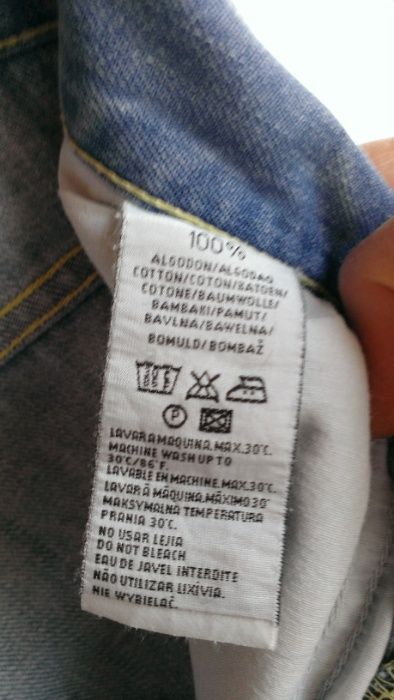 100%
ALGODON/ALGODAO
COTTON/COTON/KATOEN/
COTONE/BAUMWOLLE/
BAMBAKI/PAMUT/
BAVLNA/BAWELNA/
BOMULD/BOMBAŽ
P
LAVAR A MAQUINA. MAX. 30°C.
MACHINE WASH UP TO
30°C/86°F.
LAVABLE EN MACHINE. MAX. 30°C.
LAVAR À MÁQUINA. MÁXIMO 30°
MAKSYMALNA TEMPERATURA
PRANIA 30°C.
NO USAR LEJIA
DO NOT BLEACH
EAU DE JAVEL INTERDITE
NÃO UTILIZAR LIXÍVIA.
NIE WYBIELAĆ.